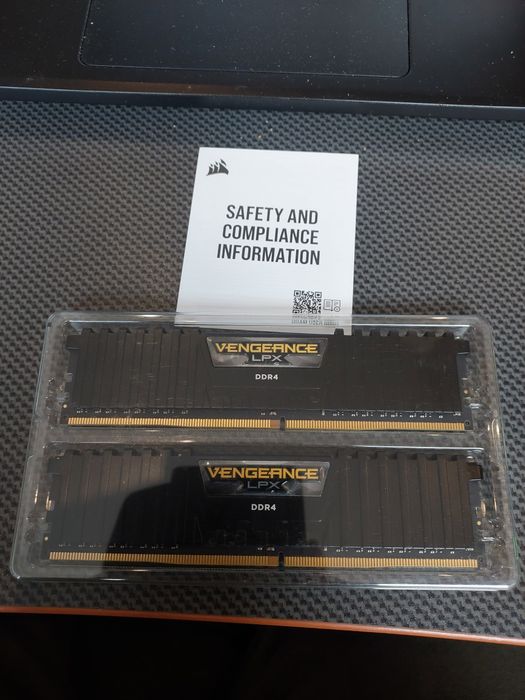 SAFETY AND
COMPLIANCE
INFORMATION
VENGEANCE
LPX
DDR4
VENGEANCE
LPX
DDR4